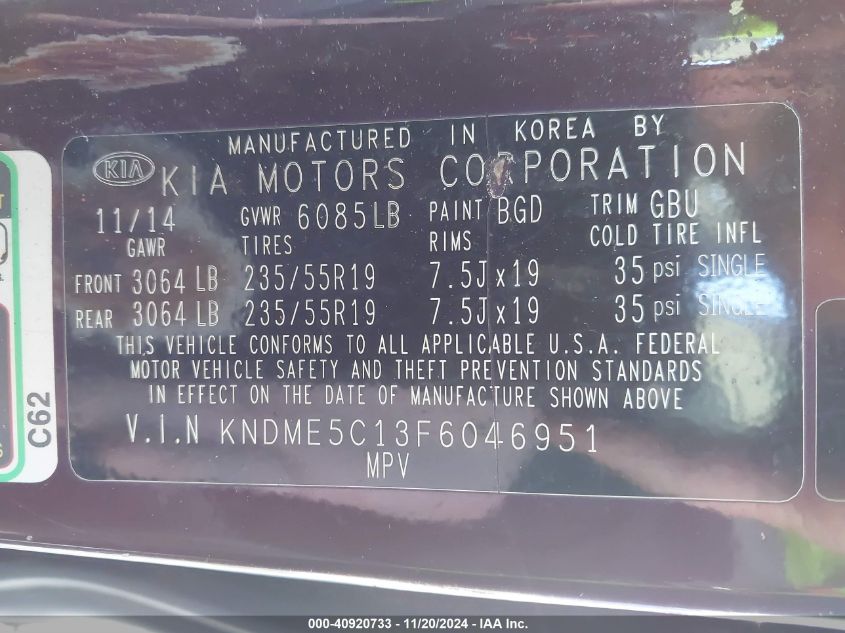 MANUFACTURED IN KOREA BY
KIA KIA MOTORS CORPORATION
11/14 GVWR 6085LB PAINT BGD TRIM GBU
GAWR TIRES RIMS COLD TIRE INFL
FRONT 3064 LB 235/55R19 7.5J x 19 35 psi SINGLE
REAR 3064 LB 235/55R19 7.5J x 19 35 psi SINGLE
THIS VEHICLE CONFORMS TO ALL APPLICABLE U.S.A. FEDERAL
MOTOR VEHICLE SAFETY AND THEFT PREVENTION STANDARDS
IN EFFECT ON THE DATE OF MANUFACTURE SHOWN ABOVE
V.I.N KNDME5C13F6046951
MPV
C62
000-40920733 - 11/20/2024 - IAA Inc.